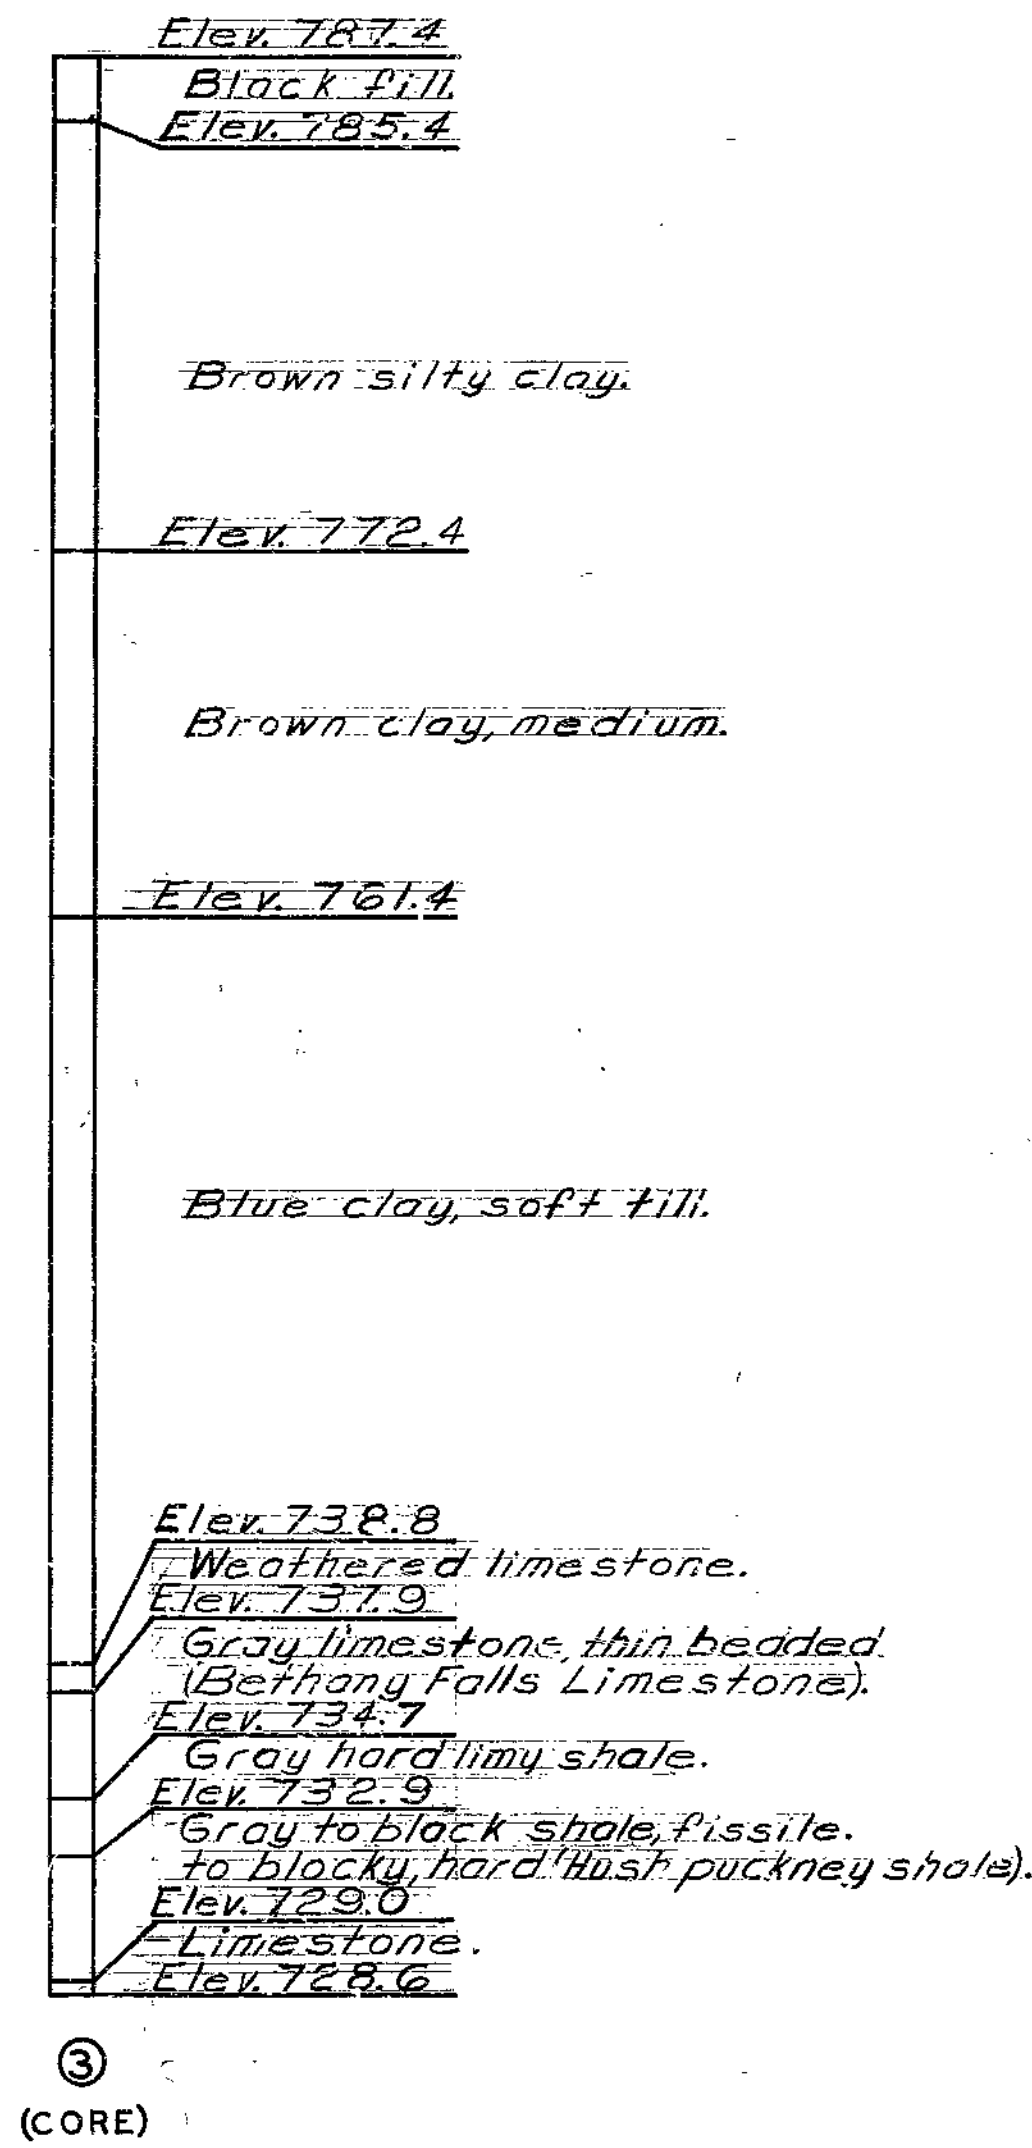 Elev. 787.4
Black fill.
Elev. 785.4
Brown silty clay.
Elev. 772.4
Brown clay, medium.
Elev. 761.4
Blue clay, soft till.
Elev. 738.8
Weathered limestone.
Elev. 737.9
Gray limestone, thin bedded
(Bethany Falls Limestone).
Elev. 734.7
Gray hard limy shale.
Elev. 732.9
Gray to black shale, fissile.
to blocky, hard (Hushpuckney shale).
Elev. 729.0
Limestone.
Elev. 728.6
3
(CORE)